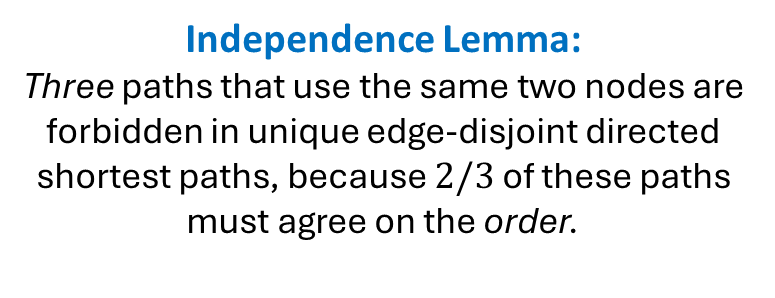 Independence Lemma:
Three paths that use the same two nodes are
forbidden in unique edge-disjoint directed
shortest paths, because 2/3 of these paths
must agree on the order.